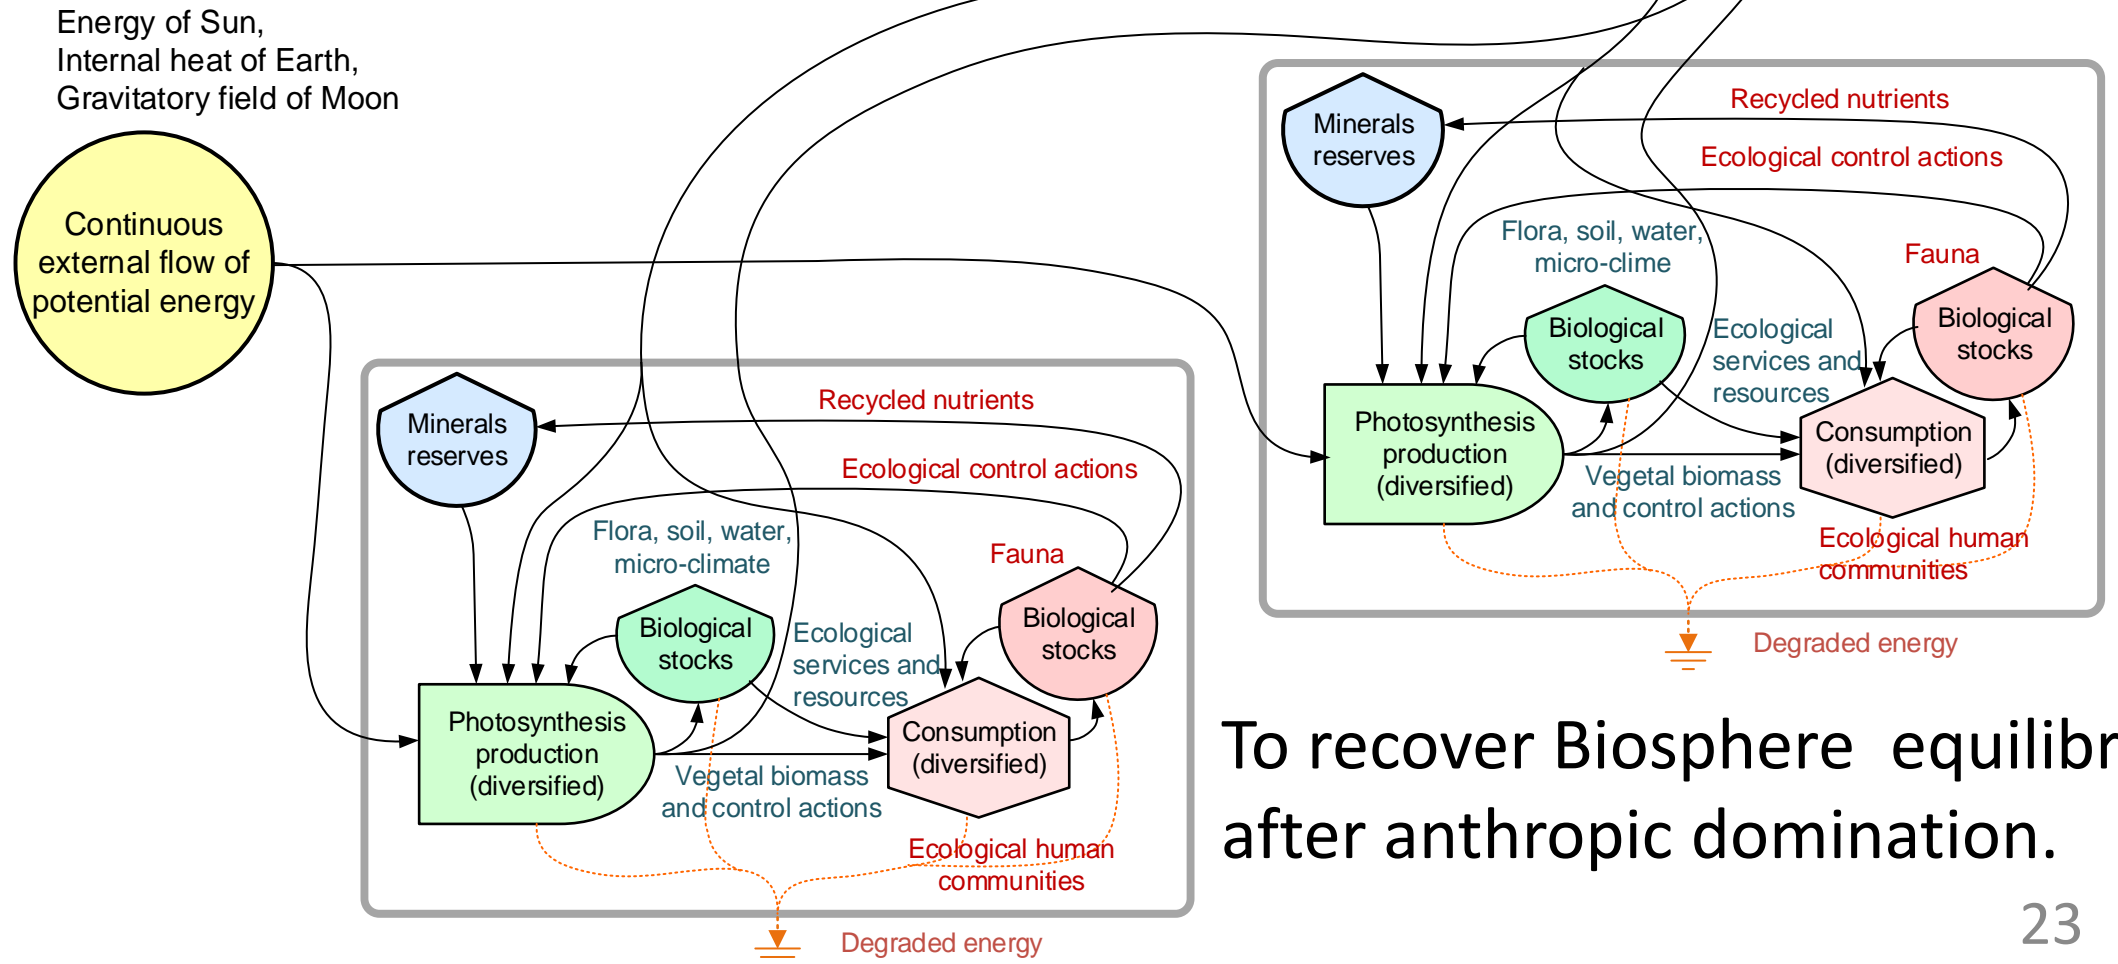 Energy of Sun,
Internal heat of Earth,
Gravitatory field of Moon
Continuous
external flow of
potential energy
Minerals
reserves
Recycled nutrients
Ecological control actions
Flora, soil, water,
micro-clime
Fauna
Biological
stocks
Ecological
services and
resources
Biological
stocks
Photosynthesis
production
(diversified)
Consumption
(diversified)
Vegetal biomass
and control actions
Ecological human
communities
Degraded energy
Minerals
reserves
Recycled nutrients
Ecological control actions
Flora, soil, water,
micro-climate
Fauna
Biological
stocks
Ecological
services and
resources
Biological
stocks
Photosynthesis
production
(diversified)
Consumption
(diversified)
Vegetal biomass
and control actions
Ecological human
communities
Degraded energy
To recover Biosphere equilibr
after anthropic domination.
23